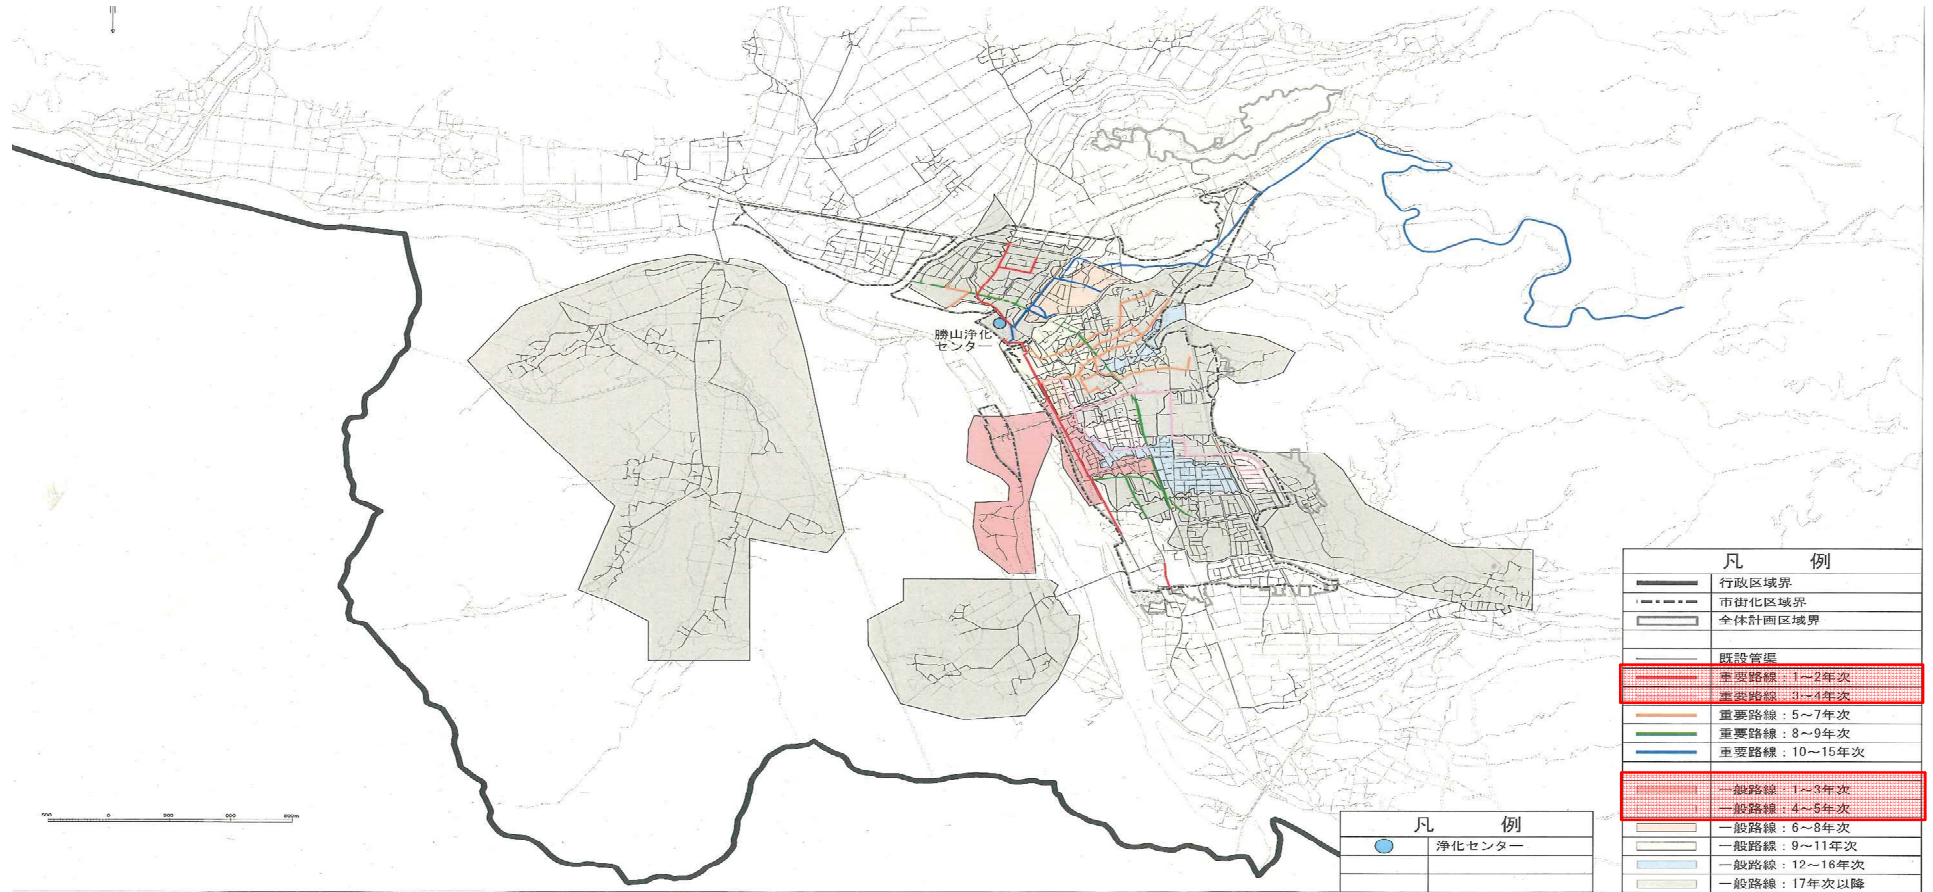 勝山浄化
センター
凡 例
行政区域界
市街化区域界
全体計画区域界
既設管渠
重要路線：1～2年次
重要路線：3～4年次
重要路線：5～7年次
重要路線：8～9年次
重要路線：10～15年次
一般路線：1～3年次
一般路線：4～5年次
一般路線：6～8年次
一般路線：9～11年次
一般路線：12～16年次
一般路線：17年次以降
凡 例
浄化センター